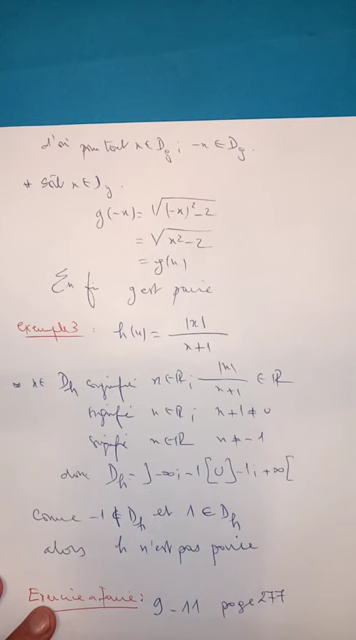 d'où pour tout x ∈ Dg ; -x ∈ Dg.
* soit x ∈ Dg.
g(-x) = √((-x)² - 2)
= √(x² - 2)
= g(x)
En fin g est paire
Exemple 3 : h(x) = |x| / (x+1)
* x ∈ Dh signifie x ∈ ℝ ; |x| / (x+1) ∈ ℝ
signifie x ∈ ℝ ; x+1 ≠ 0
signifie x ∈ ℝ x ≠ -1
donc Dh = ]-∞ ; -1[ U ]-1 ; +∞[
Comme -1 ∉ Dh et 1 ∈ Dh
alors h n'est pas paire
Exercice a faire : 9 - 11 page 277